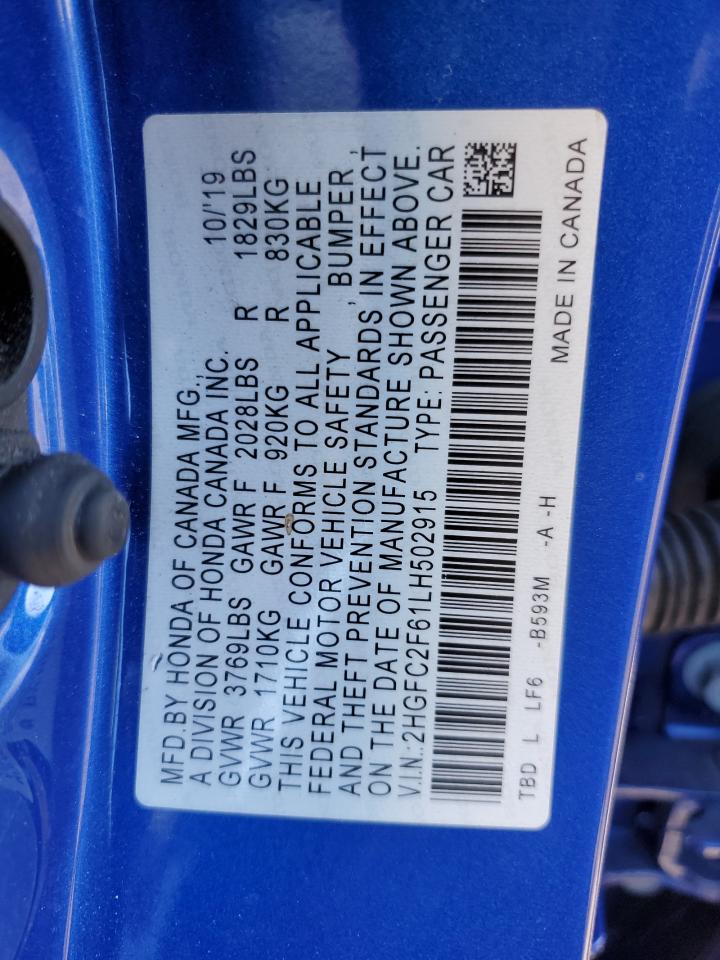 MFD.BY HONDA OF CANADA MFG., 10/'19
A DIVISION OF HONDA CANADA INC.
GVWR 3769LBS GAWR F 2028LBS R 1829LBS
GVWR 1710KG GAWR F 920KG R 830KG
THIS VEHICLE CONFORMS TO ALL APPLICABLE
FEDERAL MOTOR VEHICLE SAFETY , BUMPER ,
AND THEFT PREVENTION STANDARDS IN EFFECT
ON THE DATE OF MANUFACTURE SHOWN ABOVE.
V.I.N.:2HGFC2F61LH502915 TYPE: PASSENGER CAR
TBD L LF6 -B593M -A -H MADE IN CANADA